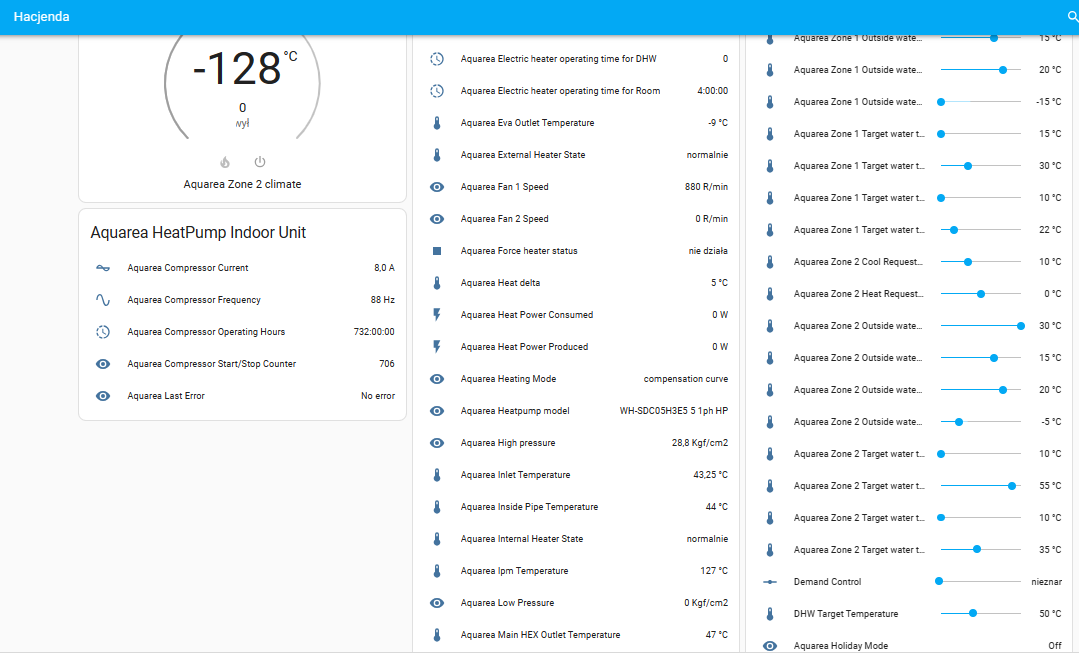 Hacjenda
-128 °C
0
wył
Aquarea Zone 2 climate
Aquarea HeatPump Indoor Unit
Aquarea Compressor Current 8,0 A
Aquarea Compressor Frequency 88 Hz
Aquarea Compressor Operating Hours 732:00:00
Aquarea Compressor Start/Stop Counter 706
Aquarea Last Error No error
Aquarea Electric heater operating time for DHW 0
Aquarea Electric heater operating time for Room 4:00:00
Aquarea Eva Outlet Temperature -9 °C
Aquarea External Heater State normalnie
Aquarea Fan 1 Speed 880 R/min
Aquarea Fan 2 Speed 0 R/min
Aquarea Force heater status nie działa
Aquarea Heat delta 5 °C
Aquarea Heat Power Consumed 0 W
Aquarea Heat Power Produced 0 W
Aquarea Heating Mode compensation curve
Aquarea Heatpump model WH-SDC05H3E5 5 1ph HP
Aquarea High pressure 28,8 Kgf/cm2
Aquarea Inlet Temperature 43,25 °C
Aquarea Inside Pipe Temperature 44 °C
Aquarea Internal Heater State normalnie
Aquarea Ipm Temperature 127 °C
Aquarea Low Pressure 0 Kgf/cm2
Aquarea Main HEX Outlet Temperature 47 °C
Aquarea Zone 1 Outside wate... 15 °C
Aquarea Zone 1 Outside wate... 20 °C
Aquarea Zone 1 Outside wate... -15 °C
Aquarea Zone 1 Target water t... 15 °C
Aquarea Zone 1 Target water t... 30 °C
Aquarea Zone 1 Target water t... 10 °C
Aquarea Zone 1 Target water t... 22 °C
Aquarea Zone 2 Cool Request... 10 °C
Aquarea Zone 2 Heat Request... 0 °C
Aquarea Zone 2 Outside wate... 30 °C
Aquarea Zone 2 Outside wate... 15 °C
Aquarea Zone 2 Outside wate... 20 °C
Aquarea Zone 2 Outside wate... -5 °C
Aquarea Zone 2 Target water t... 10 °C
Aquarea Zone 2 Target water t... 55 °C
Aquarea Zone 2 Target water t... 10 °C
Aquarea Zone 2 Target water t... 35 °C
Demand Control nieznar
DHW Target Temperature 50 °C
Aquarea Holiday Mode Off